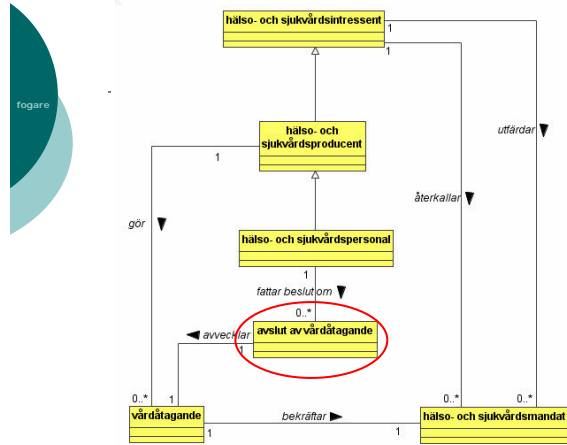 hälso- och sjukvårdsintressent
1
1
fogare
hälso- och
sjukvårdsproducent
1
utfärdar
återkallar
gör
hälso- och sjukvårdspersonal
1
fattar beslut om
0..*
avslut av vårdåtagande
avvecklar
1
0..*
1
0..*
0..*
vårdåtagande
bekräftar
hälso- och sjukvårdsmandat
1
1